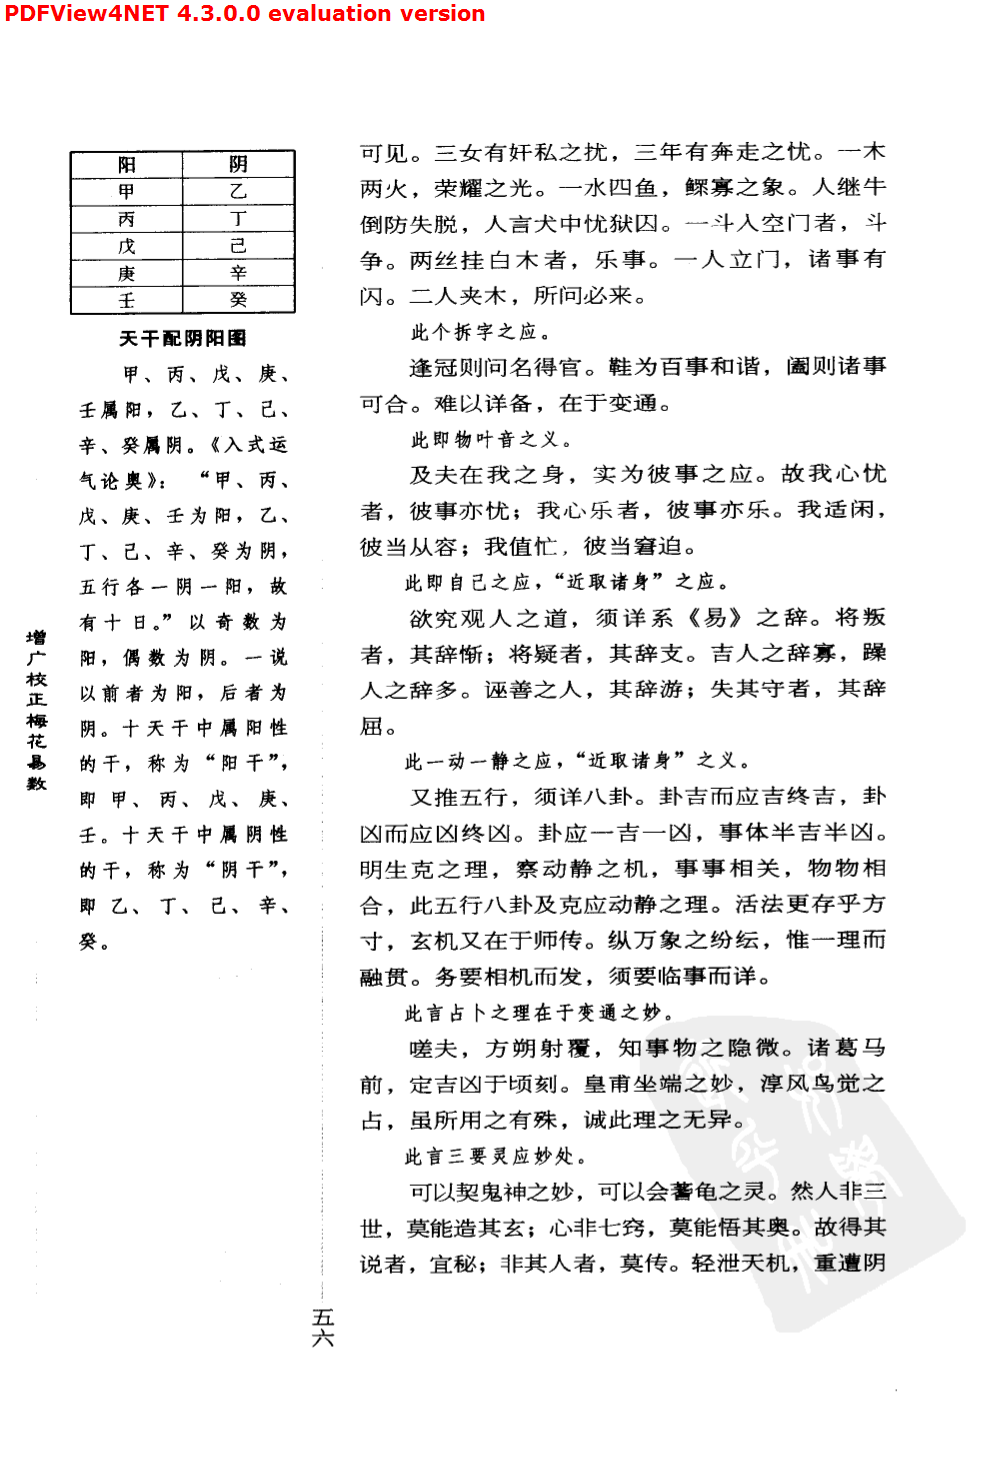 PDFView4NET 4.3.0.0 evaluation version
阳 阴
甲 乙
丙 丁
戊 己
庚 辛
壬 癸
天干配阴阳图
甲、丙、戊、庚、
壬属阳，乙、丁、己、
辛、癸属阴。《入式运
气论奥》：“甲、丙、
戊、庚、壬为阳，乙、
丁、己、辛、癸为阴，
五行各一阴一阳，故
有十日。”以奇数为
阳，偶数为阴。一说
以前者为阳，后者为
阴。十天干中属阳性
的干，称为“阳干”，
即甲、丙、戊、庚、
壬。十天干中属阴性
的干，称为“阴干”，
即乙、丁、己、辛、
癸。
增广校正梅花易数
可见。三女有奸私之扰，三年有奔走之忧。一木
两火，荣耀之光。一水四鱼，鳏寡之象。人继牛
倒防失脱，人言犬中忧狱囚。一斗入空门者，斗
争。两丝挂白木者，乐事。一人立门，诸事有
闪。二人夹木，所问必来。
此个拆字之应。
逢冠则问名得官。鞋为百事和谐，阖则诸事
可合。难以详备，在于变通。
此即物叶音之义。
及夫在我之身，实为彼事之应。故我心忧
者，彼事亦忧；我心乐者，彼事亦乐。我适闲，
彼当从容；我值忙，彼当窘迫。
此即自己之应，“近取诸身”之应。
欲究观人之道，须详系《易》之辞。将叛
者，其辞惭；将疑者，其辞支。吉人之辞寡，躁
人之辞多。诬善之人，其辞游；失其守者，其辞
屈。
此一动一静之应，“近取诸身”之义。
又推五行，须详八卦。卦吉而应吉终吉，卦
凶而应凶终凶。卦应一吉一凶，事体半吉半凶。
明生克之理，察动静之机，事事相关，物物相
合，此五行八卦及克应动静之理。活法更存乎方
寸，玄机又在于师传。纵万象之纷纭，惟一理而
融贯。务要相机而发，须要临事而详。
此言占卜之理在于变通之妙。
嗟夫，方朔射覆，知事物之隐微。诸葛马
前，定吉凶于顷刻。皇甫坐端之妙，淳风鸟觉之
占，虽所用之有殊，诚此理之无异。
此言三要灵应妙处。
可以契鬼神之妙，可以会蓍龟之灵。然人非三
世，莫能造其玄；心非七窍，莫能悟其奥。故得其
说者，宜秘；非其人者，莫传。轻泄天机，重遭阴
五六